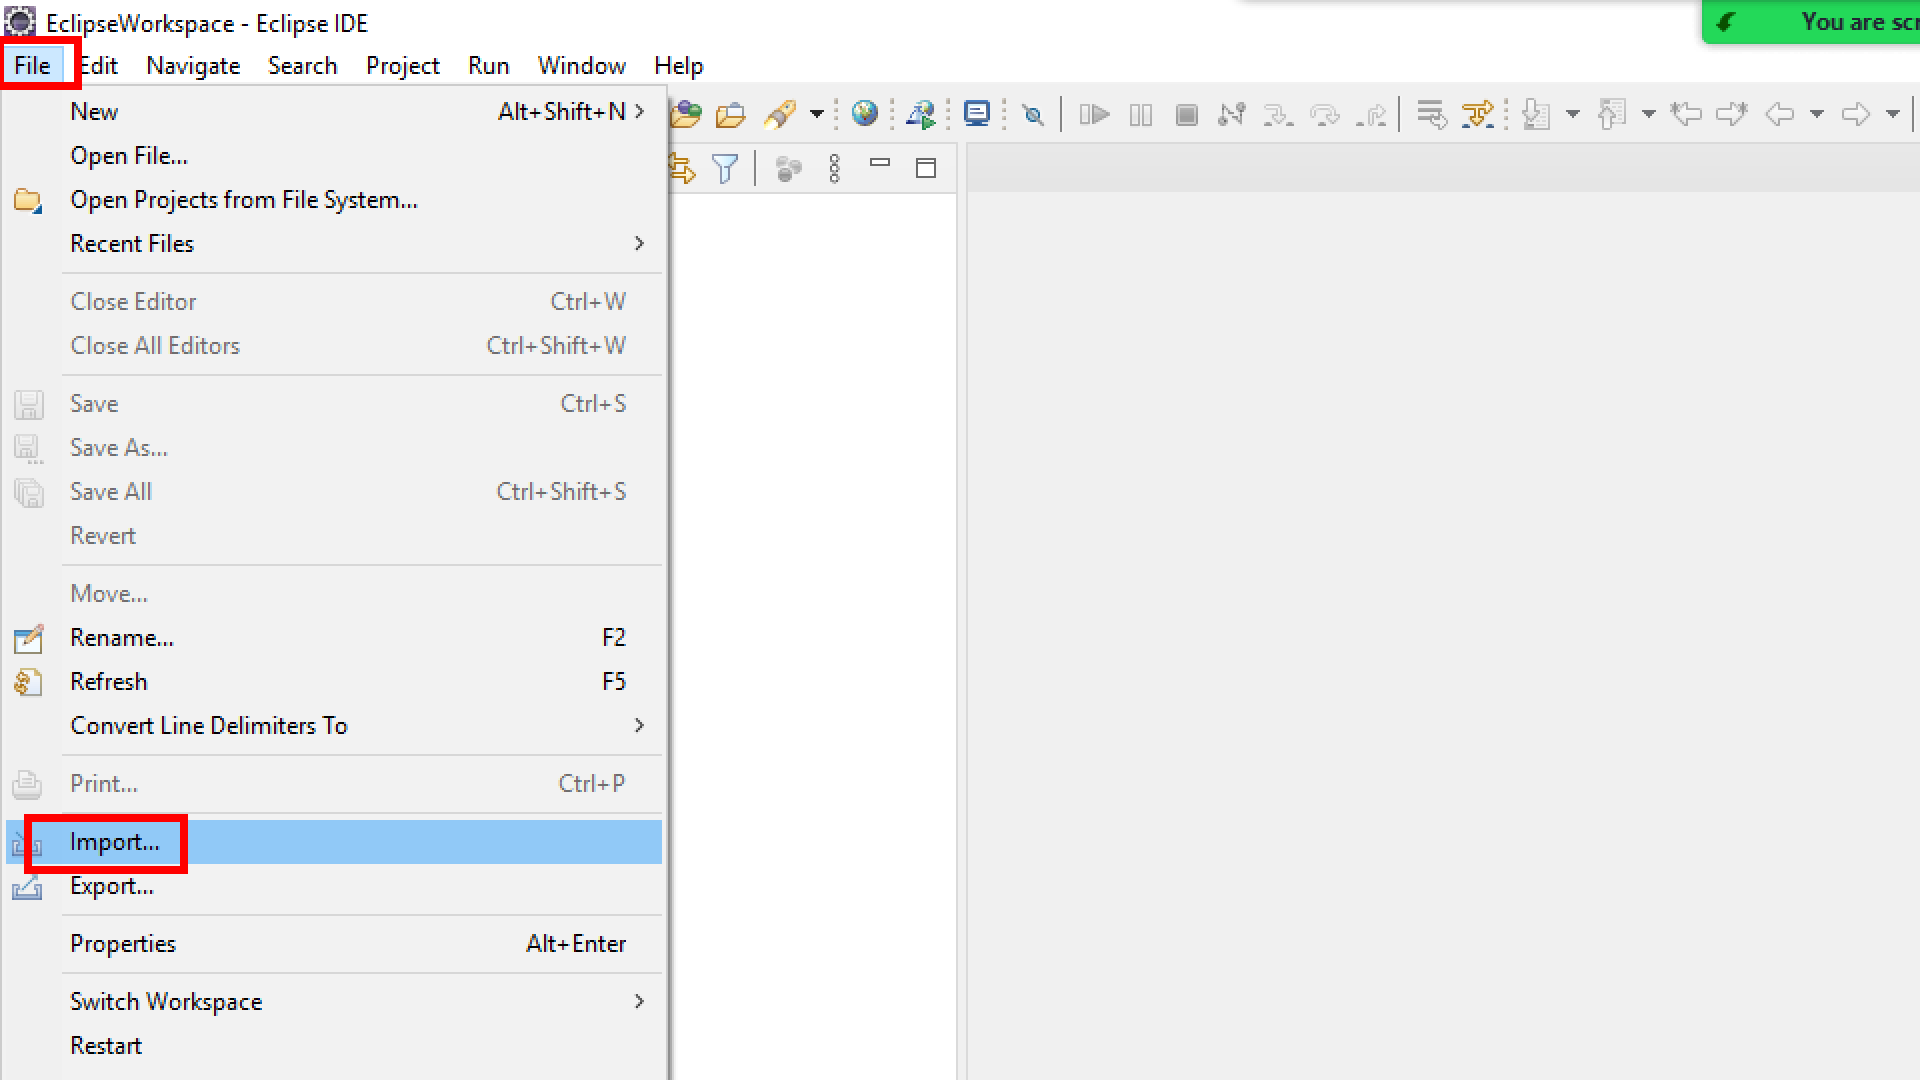 EclipseWorkspace - Eclipse IDE
You are scr
File Edit Navigate Search Project Run Window Help
New Alt+Shift+N
Open File...
Open Projects from File System...
Recent Files
Close Editor Ctrl+W
Close All Editors Ctrl+Shift+W
Save Ctrl+S
Save As...
Save All Ctrl+Shift+S
Revert
Move...
Rename... F2
Refresh F5
Convert Line Delimiters To
Print... Ctrl+P
Import...
Export...
Properties Alt+Enter
Switch Workspace
Restart